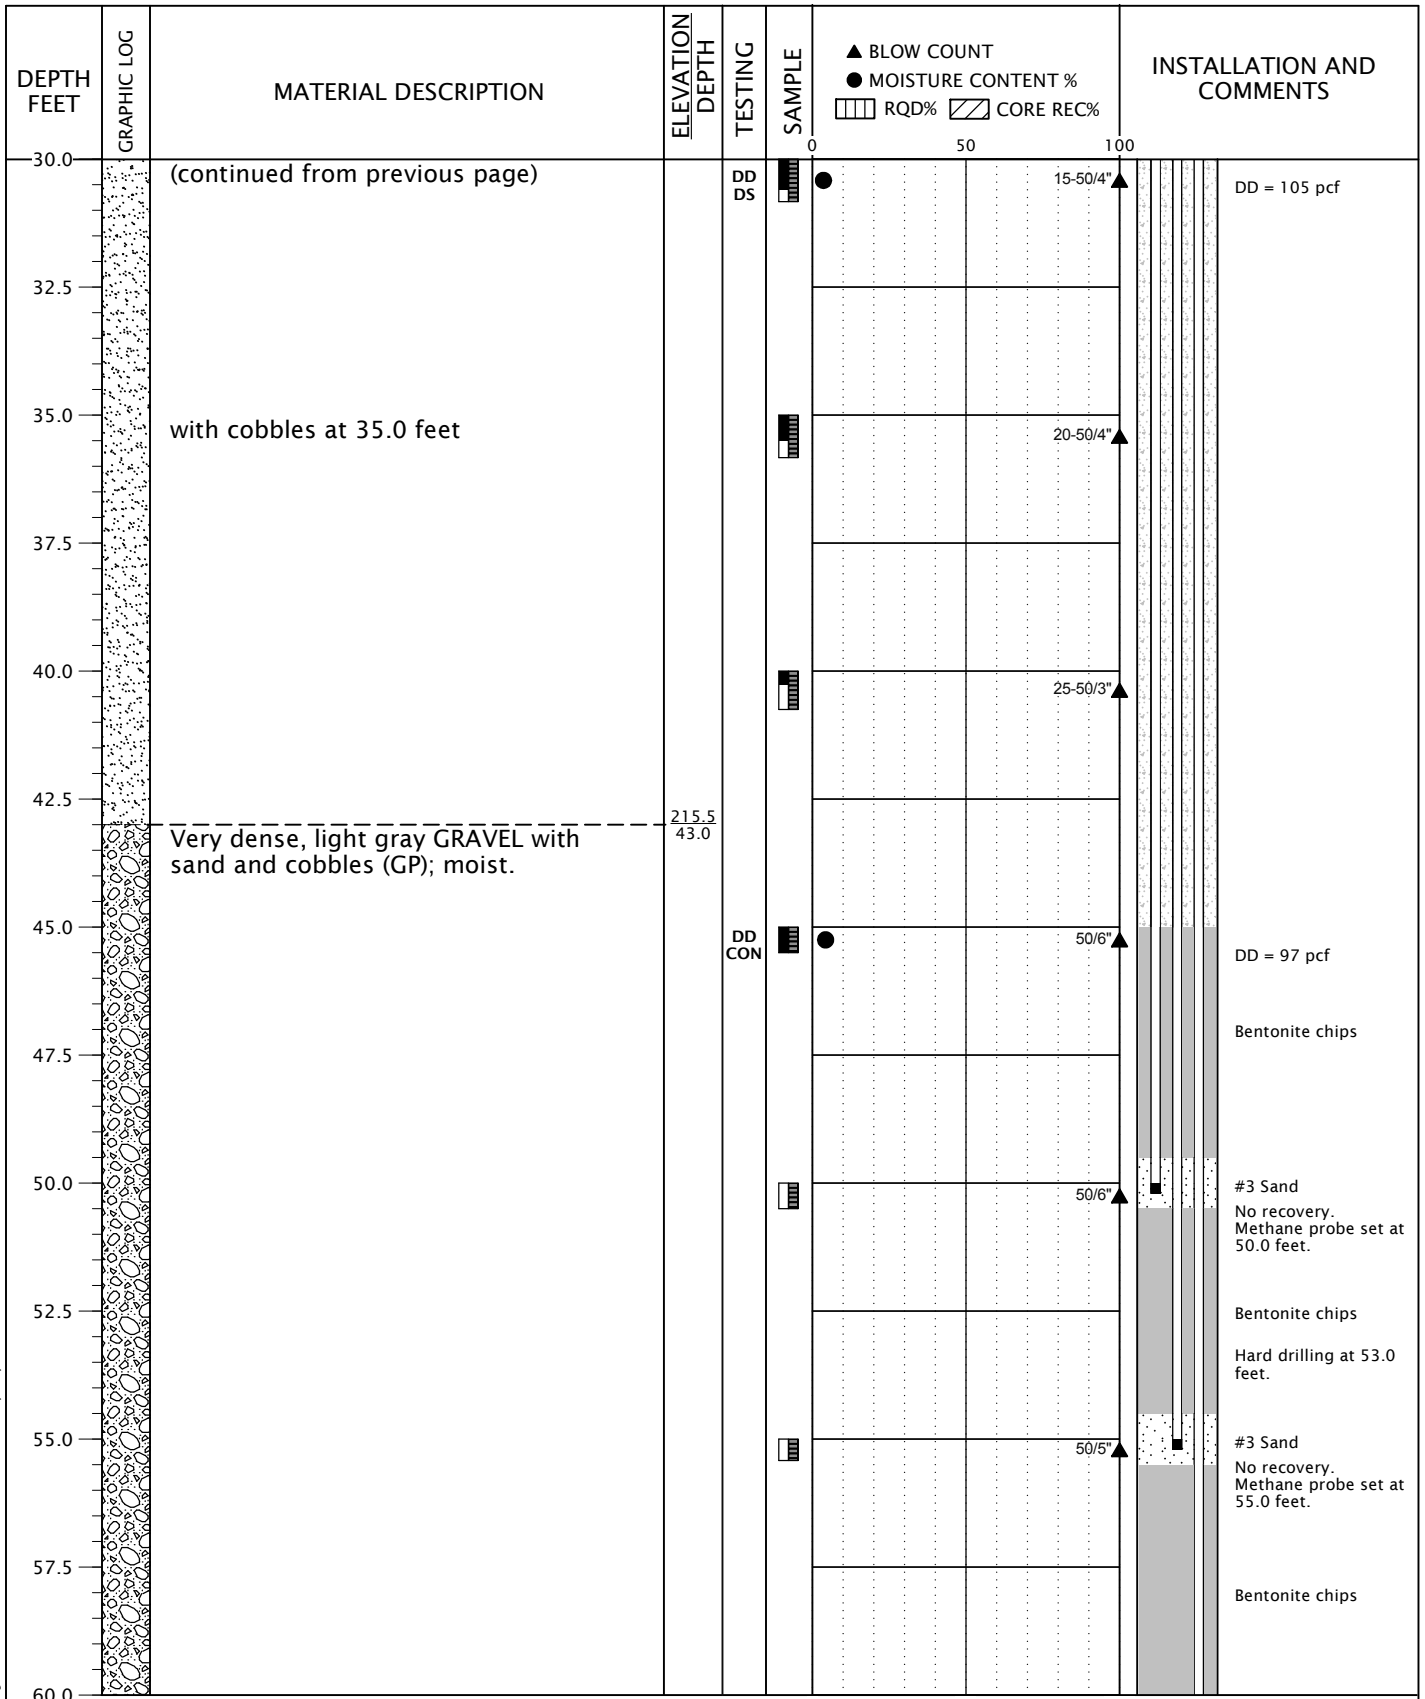 DEPTH
FEET
GRAPHIC LOG
MATERIAL DESCRIPTION
ELEVATION
DEPTH
TESTING
SAMPLE
▲ BLOW COUNT
● MOISTURE CONTENT %
RQD% CORE REC%
0 50 100
INSTALLATION AND
COMMENTS
30.0
(continued from previous page)
DD
DS
15-50/4"
DD = 105 pcf
32.5
35.0
with cobbles at 35.0 feet
20-50/4"
37.5
40.0
25-50/3"
42.5
215.5
43.0
Very dense, light gray GRAVEL with
sand and cobbles (GP); moist.
45.0
DD
CON
50/6"
DD = 97 pcf
Bentonite chips
47.5
50.0
50/6"
#3 Sand
No recovery.
Methane probe set at
50.0 feet.
52.5
Bentonite chips
Hard drilling at 53.0
feet.
55.0
50/5"
#3 Sand
No recovery.
Methane probe set at
55.0 feet.
57.5
Bentonite chips
60.0